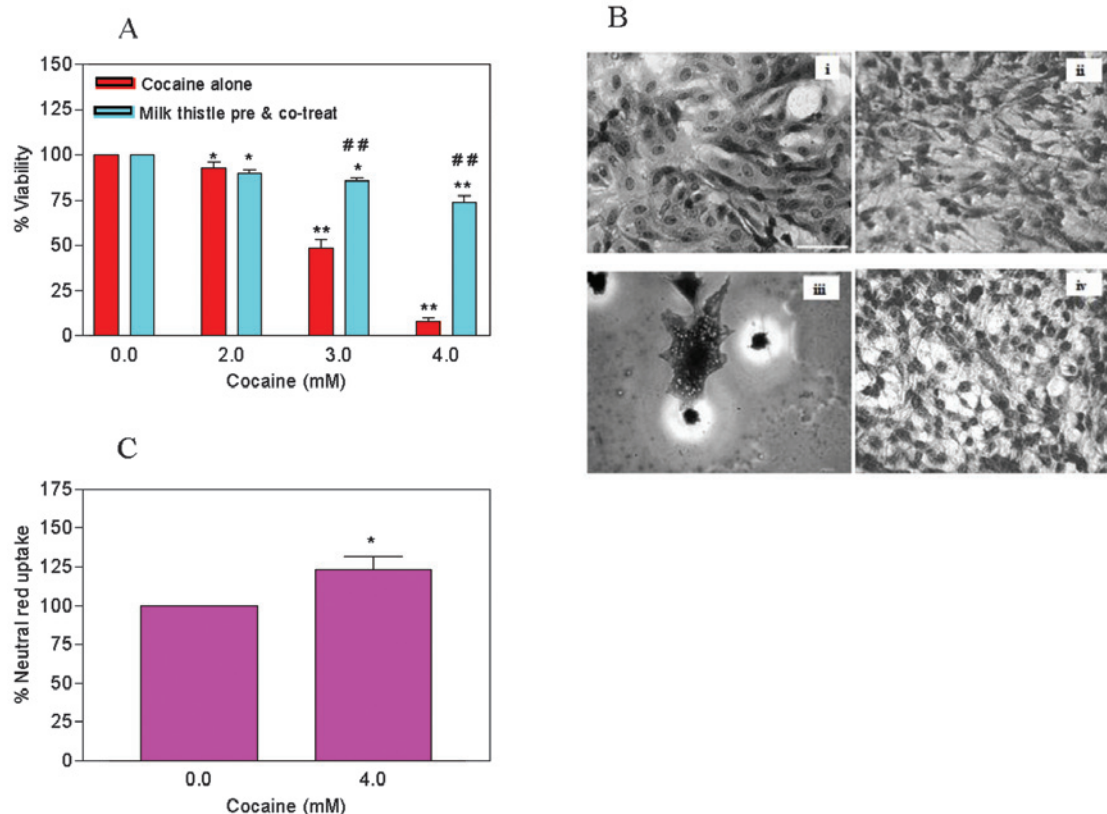 A
150
125
100
75
50
25
0
% Viability
Cocaine alone
Milk thistle pre & co-treat
* *
** ## *
** ## **
0.0 2.0 3.0 4.0
Cocaine (mM)
B
i ii
iii iv
C
175
150
125
100
75
50
25
0
% Neutral red uptake
*
0.0 4.0
Cocaine (mM)